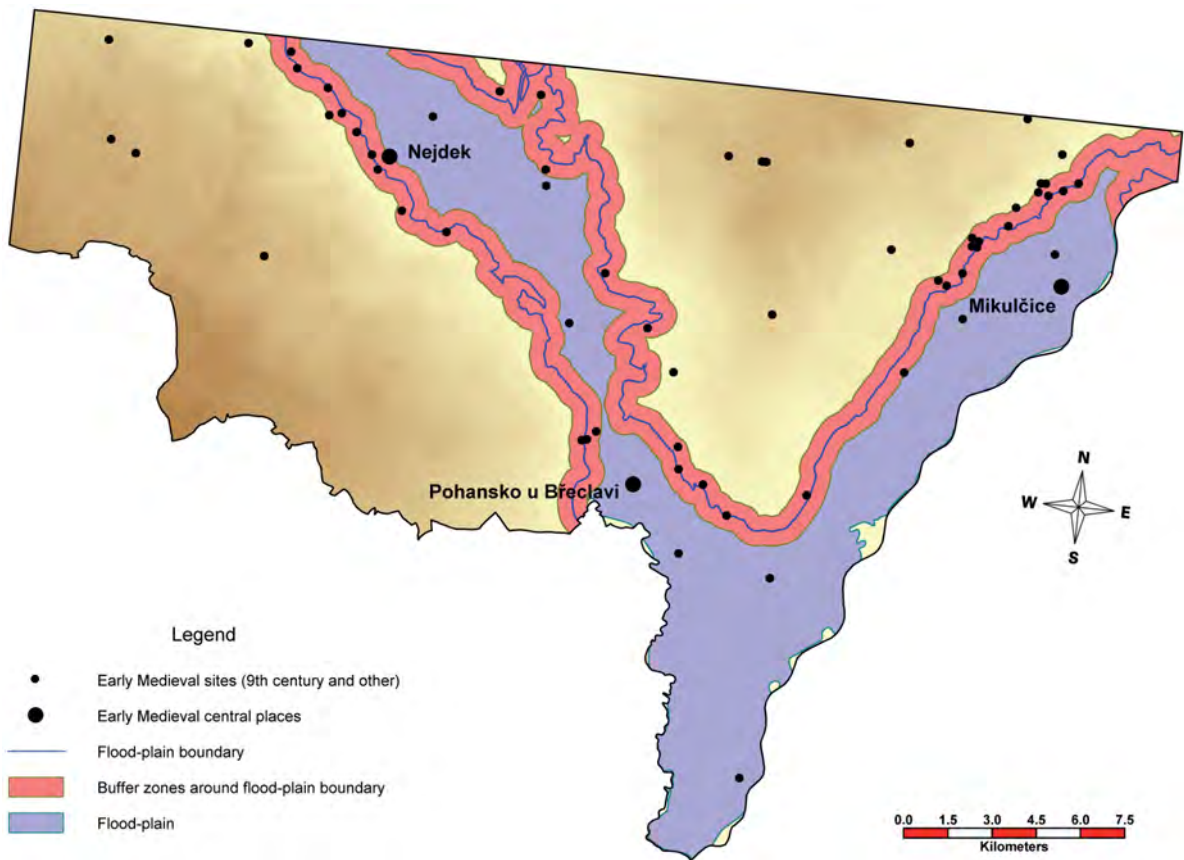 Nejdek
Mikulčice
Pohansko u Břeclavi
N
W E
S
Legend
Early Medieval sites (9th century and other)
Early Medieval central places
Flood-plain boundary
Buffer zones around flood-plain boundary
Flood-plain
0.0 1.5 3.0 4.5 6.0 7.5
Kilometers